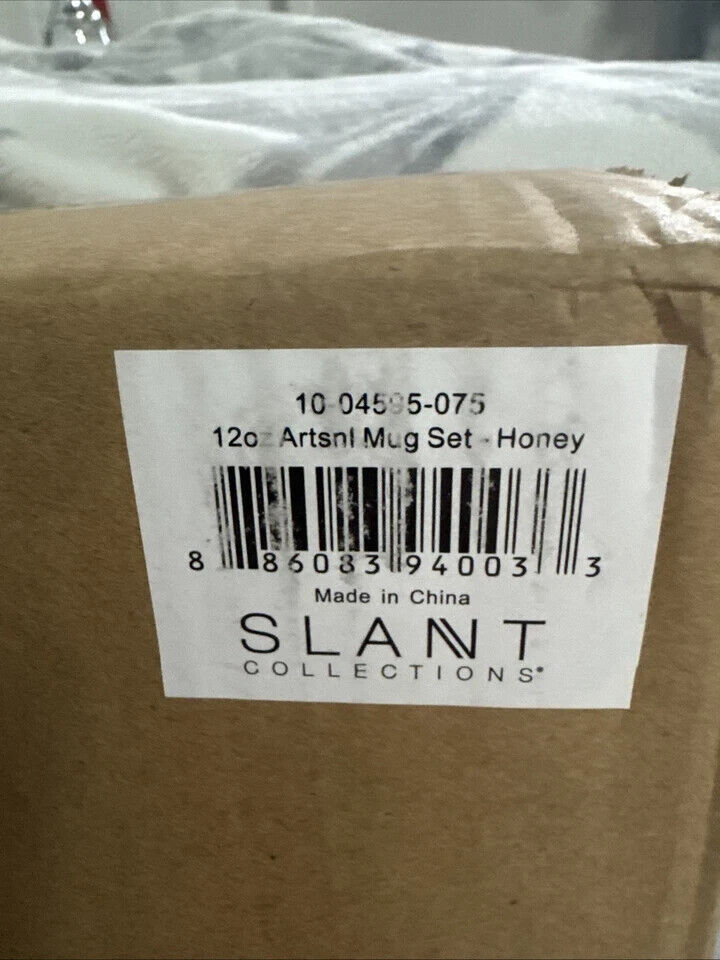 10-04595-075
12oz Artsnl Mug Set - Honey
8 86083 94003 3
Made in China
SLANT
COLLECTIONS®